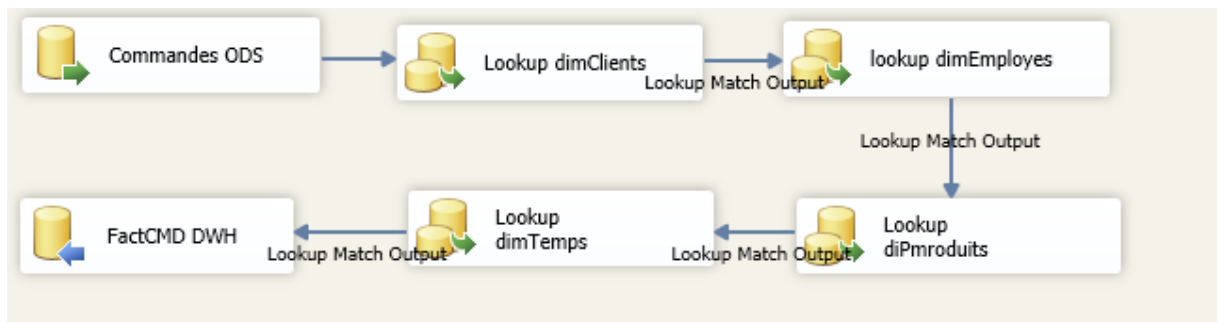 Commandes ODS
Lookup dimClients
Lookup Match Output
lookup dimEmployes
Lookup Match Output
Lookup
diPmroduits
Lookup Match Output
Lookup
dimTemps
Lookup Match Output
FactCMD DWH